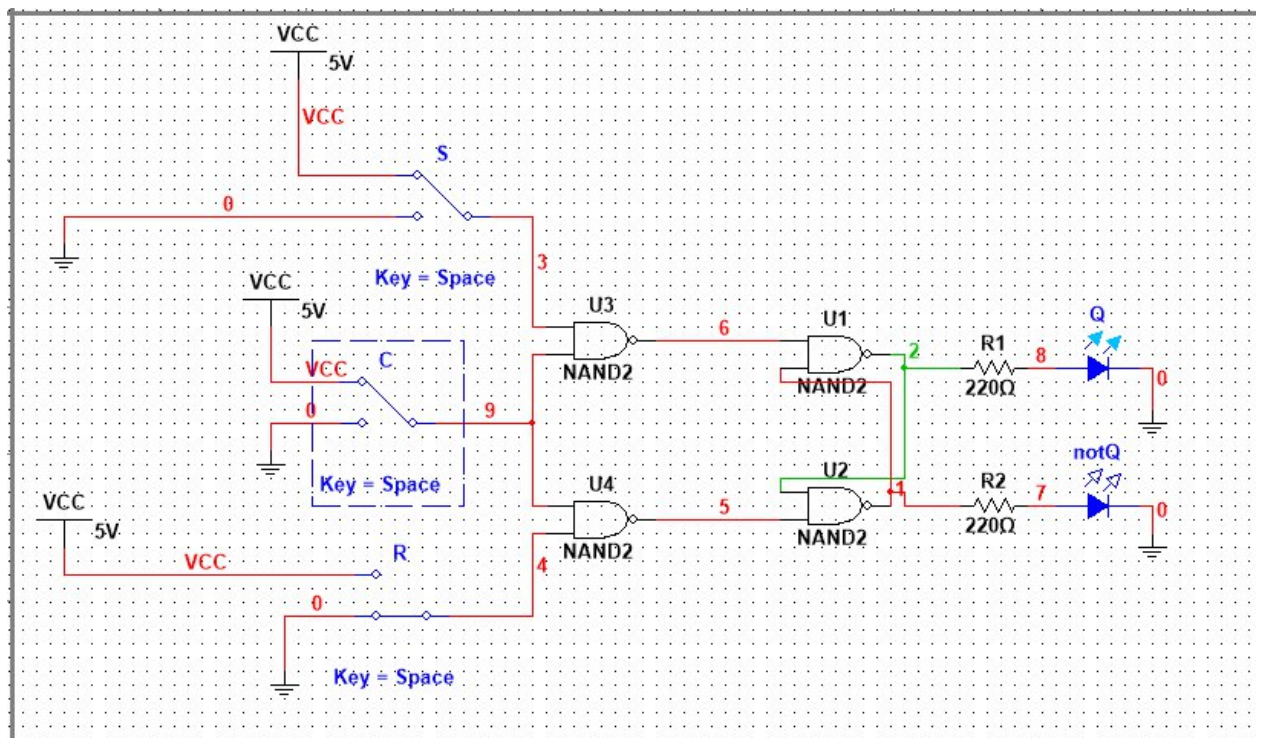 VCC
5V
VCC
S
0
Key = Space
3
VCC
5V
U3
6
U1
2
R1
8
Q
VCC
C
NAND2
NAND2
220Ω
0
0
9
notQ
Key = Space
U4
5
U2
1
R2
7
VCC
5V
NAND2
NAND2
220Ω
0
VCC
R
4
0
Key = Space